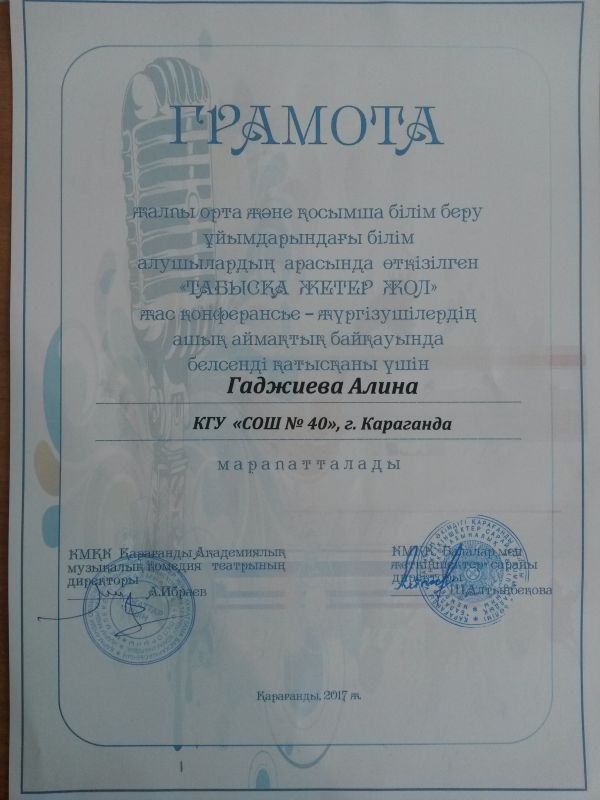 ГРАМОТА
жалпы орта және қосымша білім беру
ұйымдарындағы білім
алушылардың арасында өткізілген
«ТАБЫСҚА ЖЕТЕР ЖОЛ»
жас конферансье – жүргізушілердің
ашық аймақтық байқауында
белсенді қатысқаны үшін
Гаджиева Алина
КГУ «СОШ № 40», г. Караганда
марапатталады
КМҚК Қарағанды Академиялық
музыкалық комедия театрының
директоры
А.Ибраев
КМҚК Балалар мен
жеткіншектер сарайы
директоры
Ш.Алтынбекова
Қарағанды, 2017 ж.